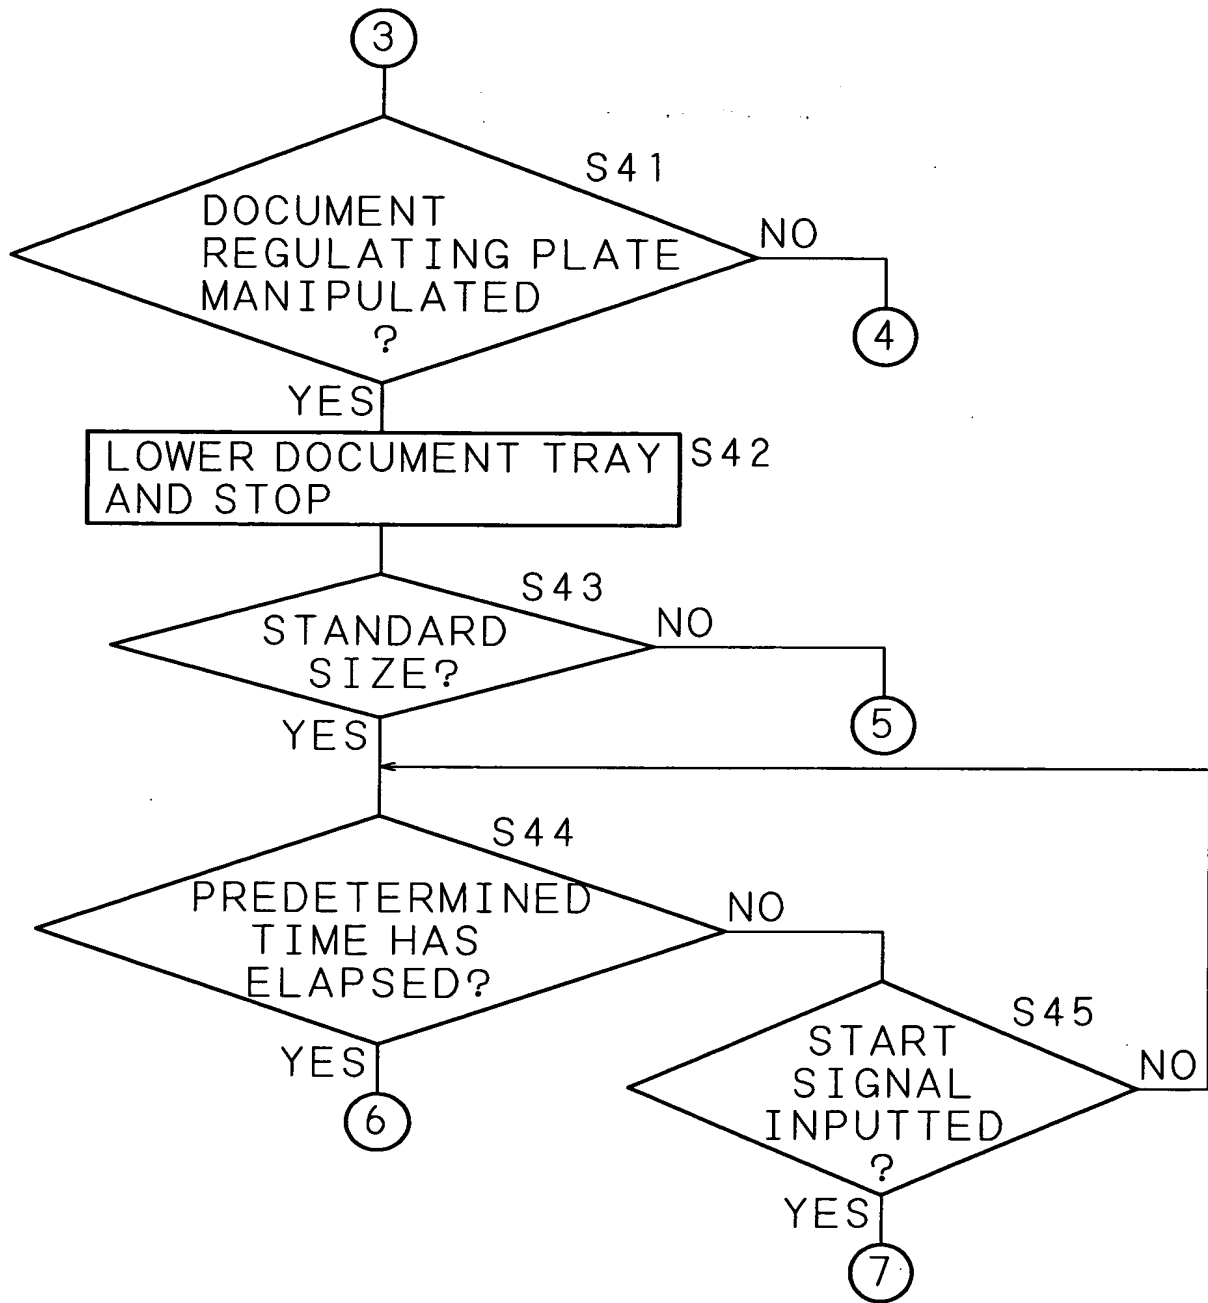 3
S41
DOCUMENT
REGULATING PLATE
MANIPULATED
?
NO
4
YES
LOWER DOCUMENT TRAY
AND STOP
S42
S43
STANDARD
SIZE?
NO
5
YES
S44
PREDETERMINED
TIME HAS
ELAPSED?
NO
YES
6
S45
START
SIGNAL
INPUTTED
?
NO
YES
7